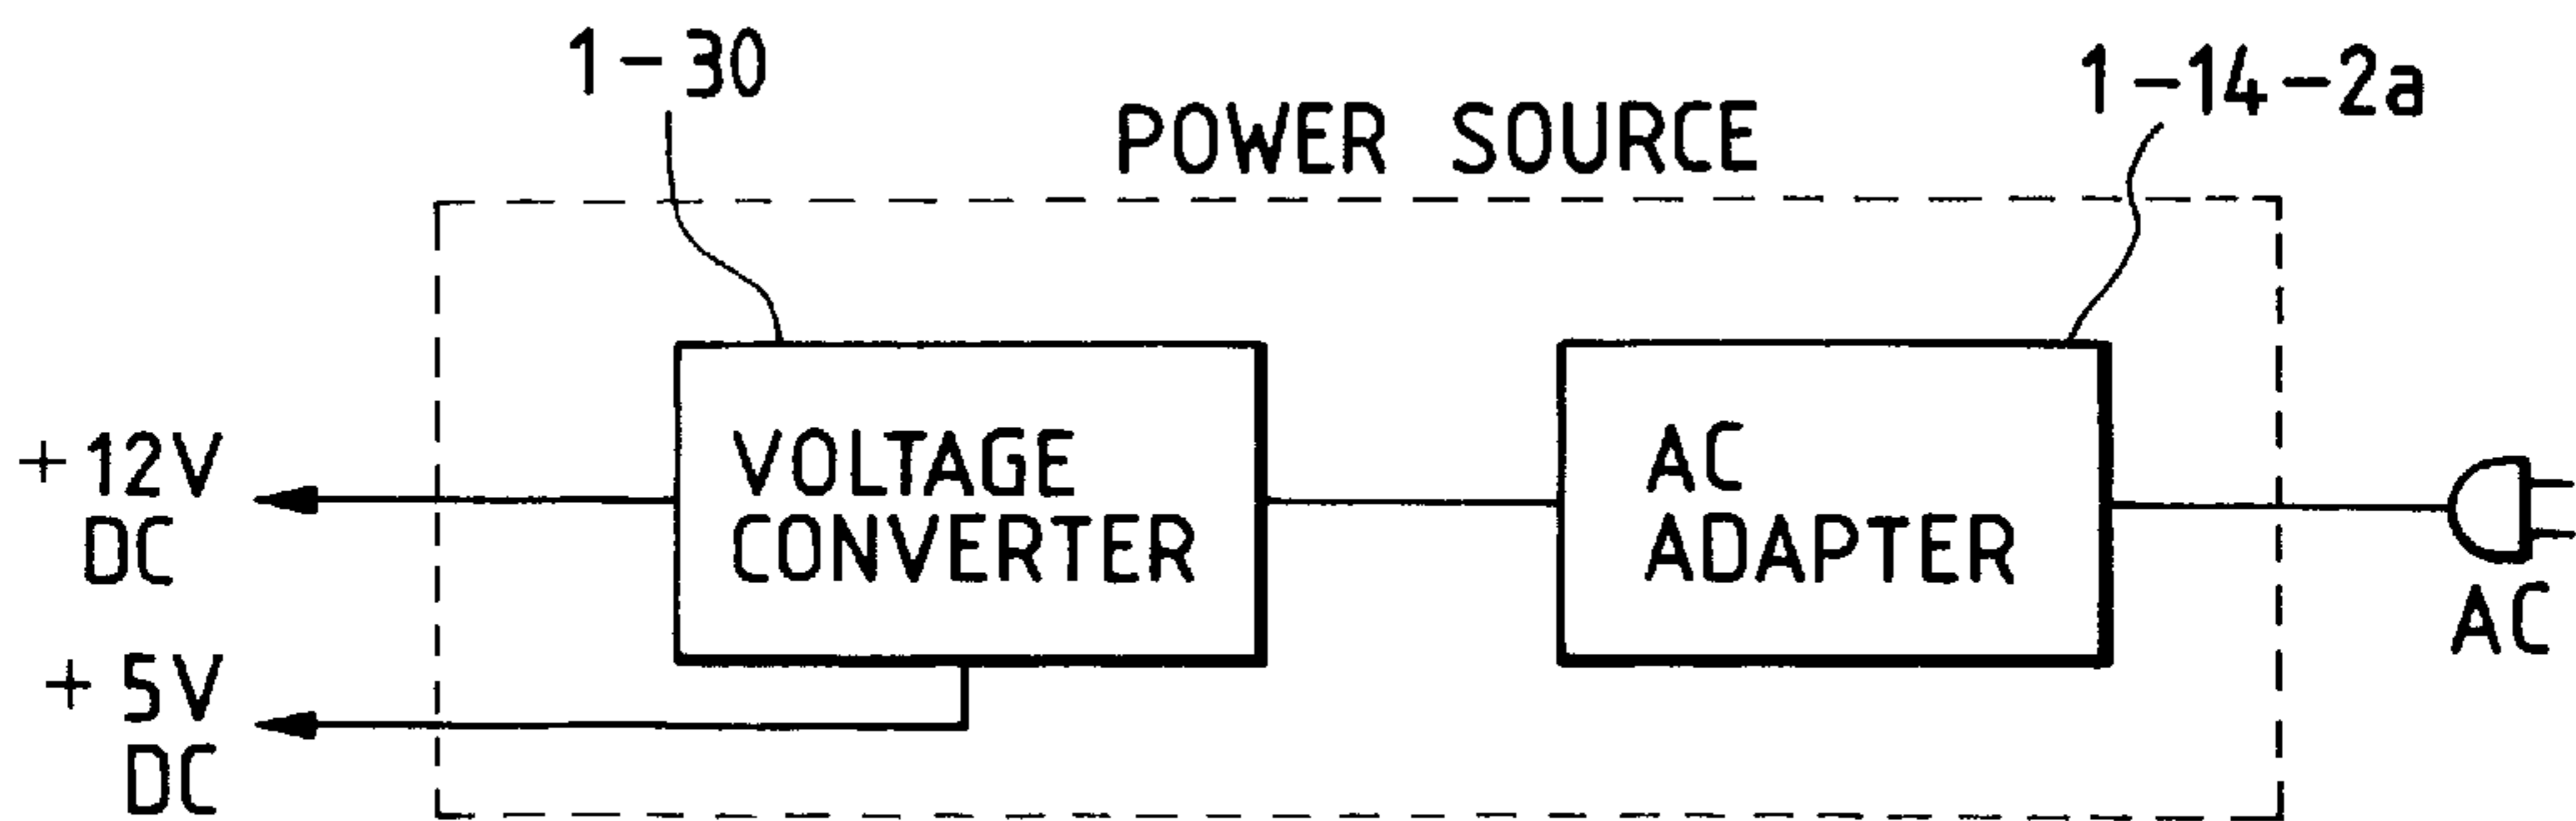 1-30
1-14-2a
POWER SOURCE
+12V
DC
VOLTAGE
CONVERTER
AC
ADAPTER
AC
+5V
DC